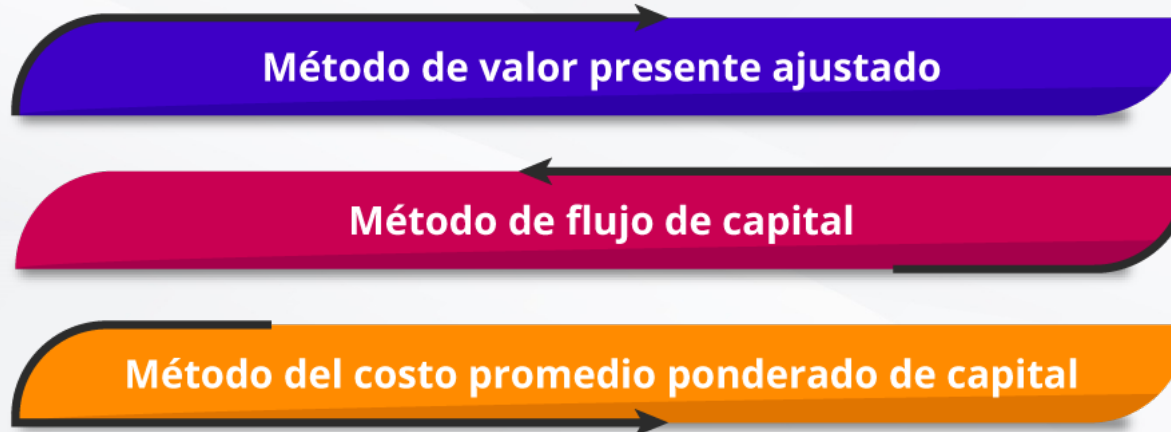 Método de valor presente ajustado
Método de flujo de capital
Método del costo promedio ponderado de capital